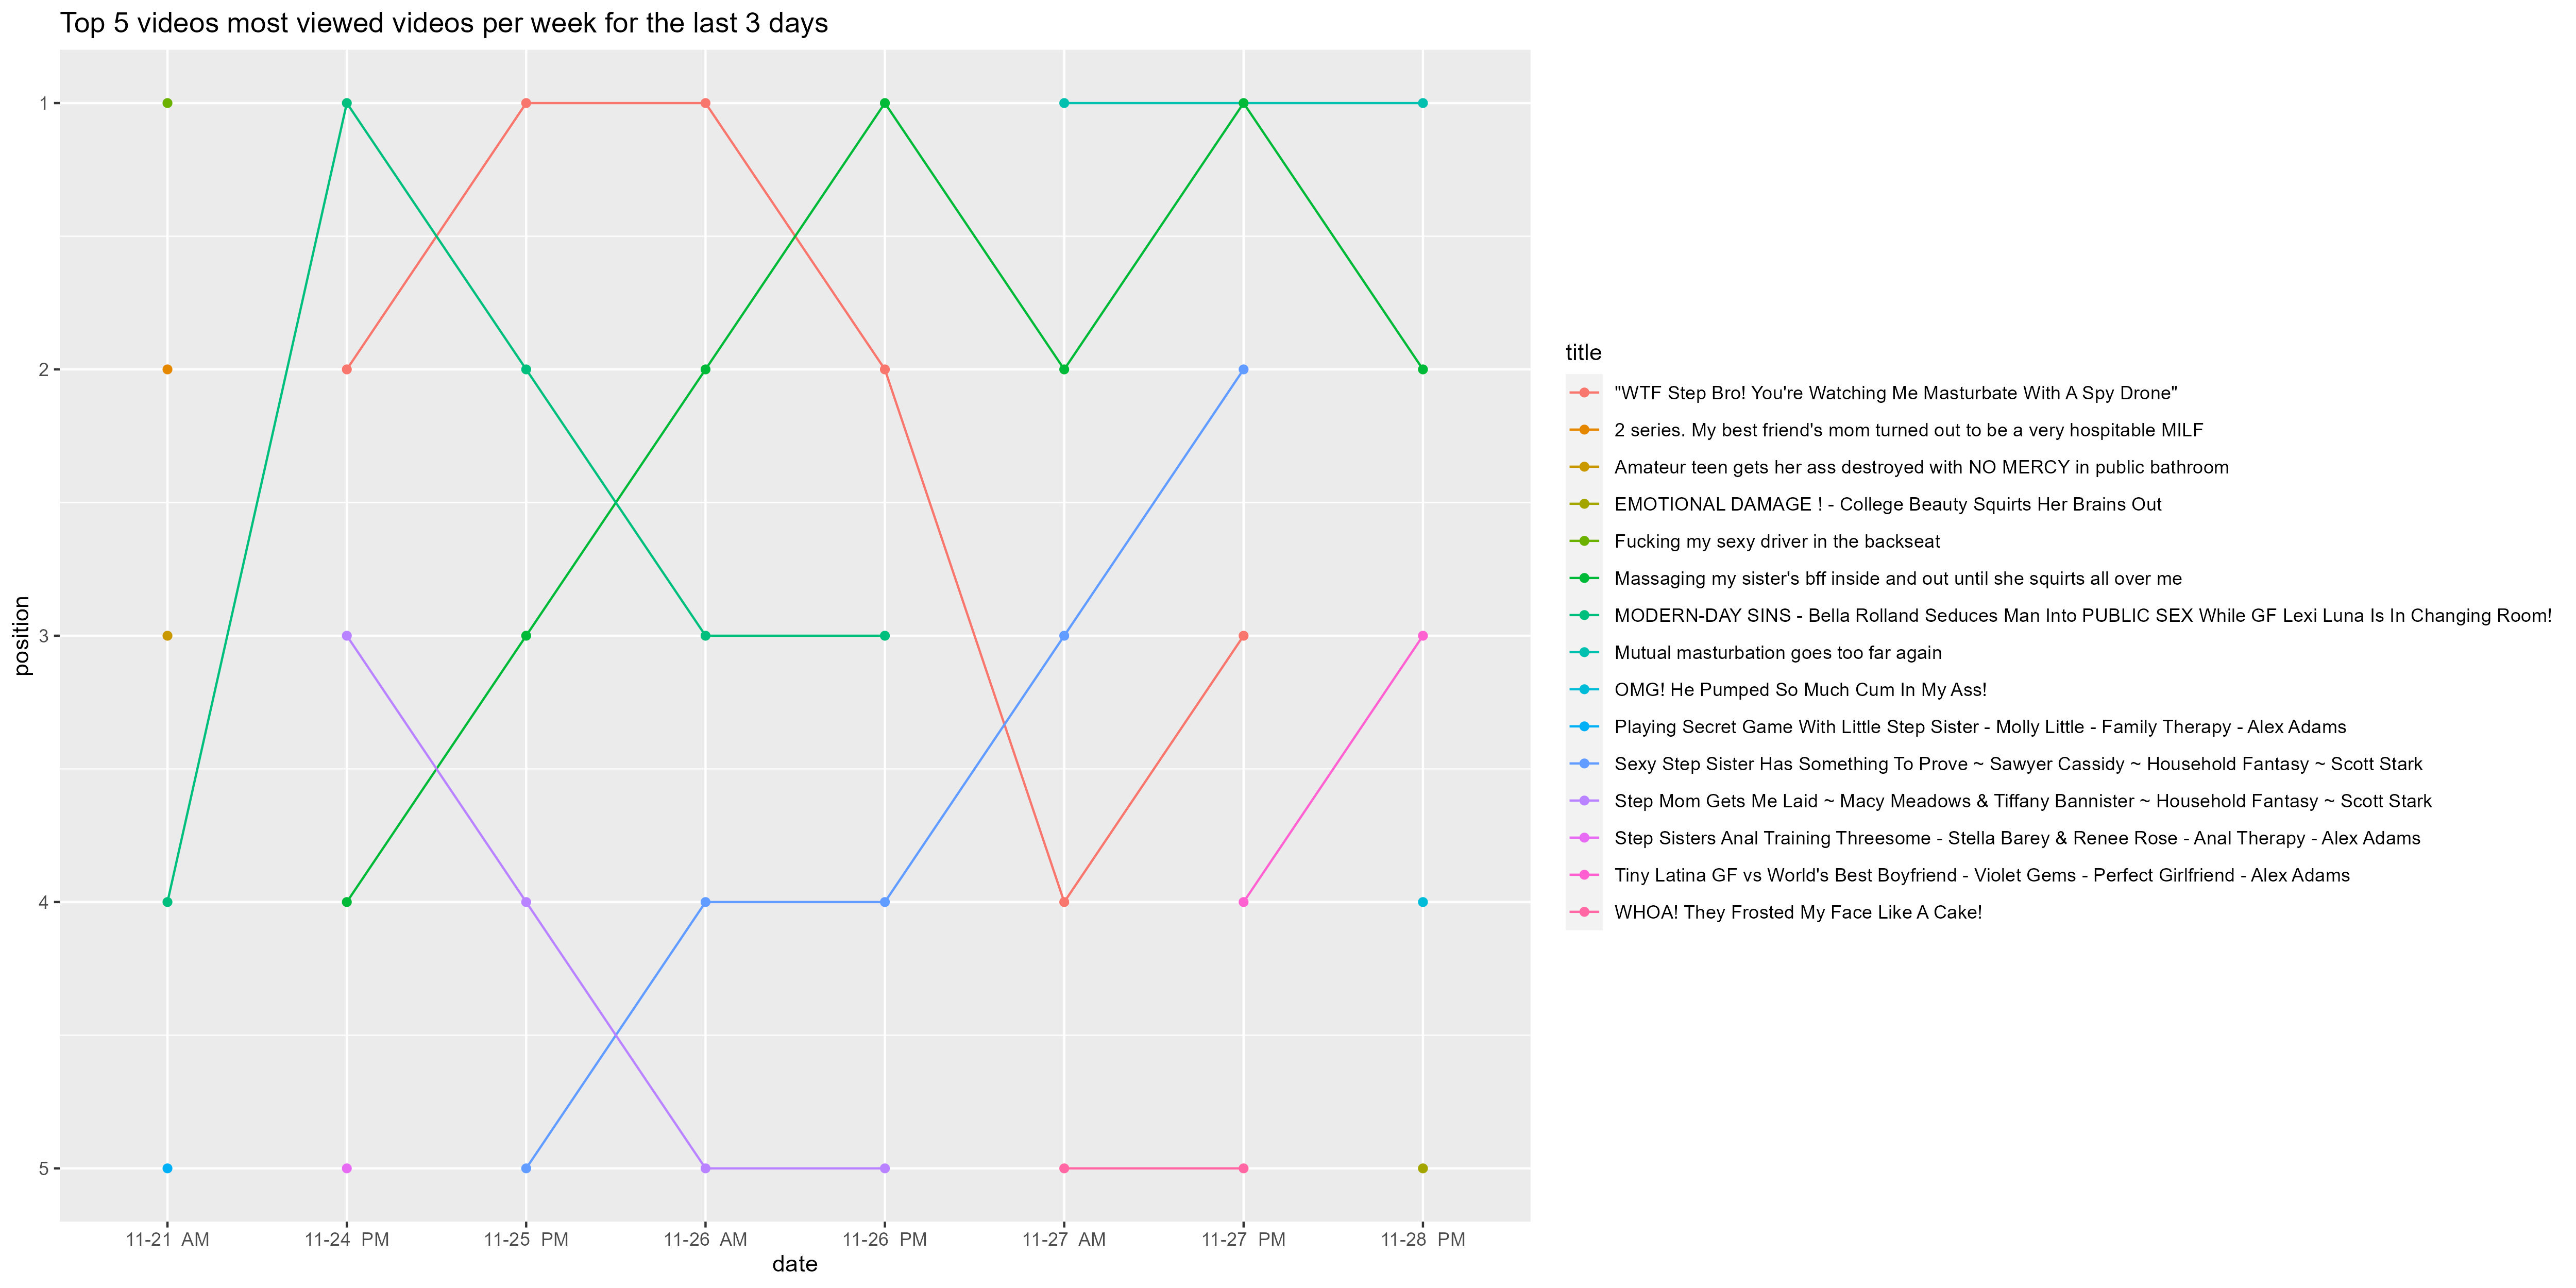 Top 5 videos most viewed videos per week for the last 3 days
position
1
2
3
4
5
11-21 AM
11-24 PM
11-25 PM
11-26 AM
11-26 PM
11-27 AM
11-27 PM
11-28 PM
date
title
"WTF Step Bro! You're Watching Me Masturbate With A Spy Drone"
2 series. My best friend's mom turned out to be a very hospitable MILF
Amateur teen gets her ass destroyed with NO MERCY in public bathroom
EMOTIONAL DAMAGE ! - College Beauty Squirts Her Brains Out
Fucking my sexy driver in the backseat
Massaging my sister's bff inside and out until she squirts all over me
MODERN-DAY SINS - Bella Rolland Seduces Man Into PUBLIC SEX While GF Lexi Luna Is In Changing Room!
Mutual masturbation goes too far again
OMG! He Pumped So Much Cum In My Ass!
Playing Secret Game With Little Step Sister - Molly Little - Family Therapy - Alex Adams
Sexy Step Sister Has Something To Prove ~ Sawyer Cassidy ~ Household Fantasy ~ Scott Stark
Step Mom Gets Me Laid ~ Macy Meadows & Tiffany Bannister ~ Household Fantasy ~ Scott Stark
Step Sisters Anal Training Threesome - Stella Barey & Renee Rose - Anal Therapy - Alex Adams
Tiny Latina GF vs World's Best Boyfriend - Violet Gems - Perfect Girlfriend - Alex Adams
WHOA! They Frosted My Face Like A Cake!